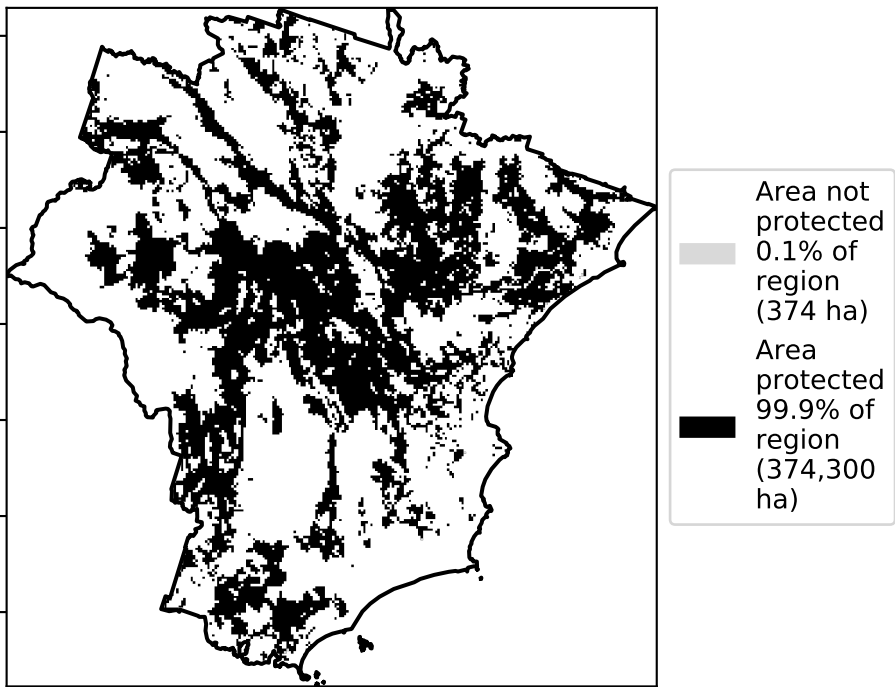 Area not
protected
0.1% of
region
(374 ha)
Area
protected
99.9% of
region
(374,300
ha)